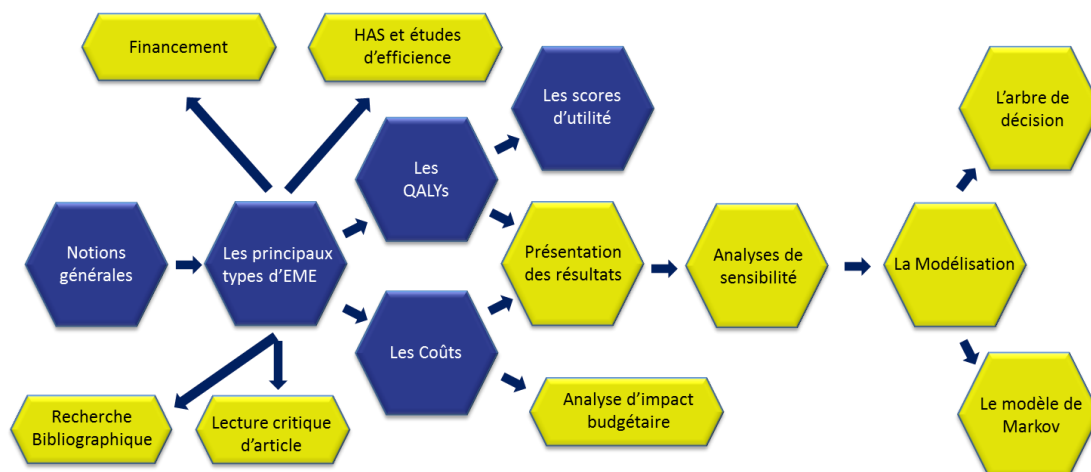 Financement
HAS et études
d'efficience
Les scores
d'utilité
L'arbre de
décision
Les
QALYs
Notions
générales
Les principaux
types d'EME
Présentation
des résultats
Analyses de
sensibilité
La Modélisation
Les Coûts
Recherche
Bibliographique
Lecture critique
d'article
Analyse d'impact
budgétaire
Le modèle de
Markov